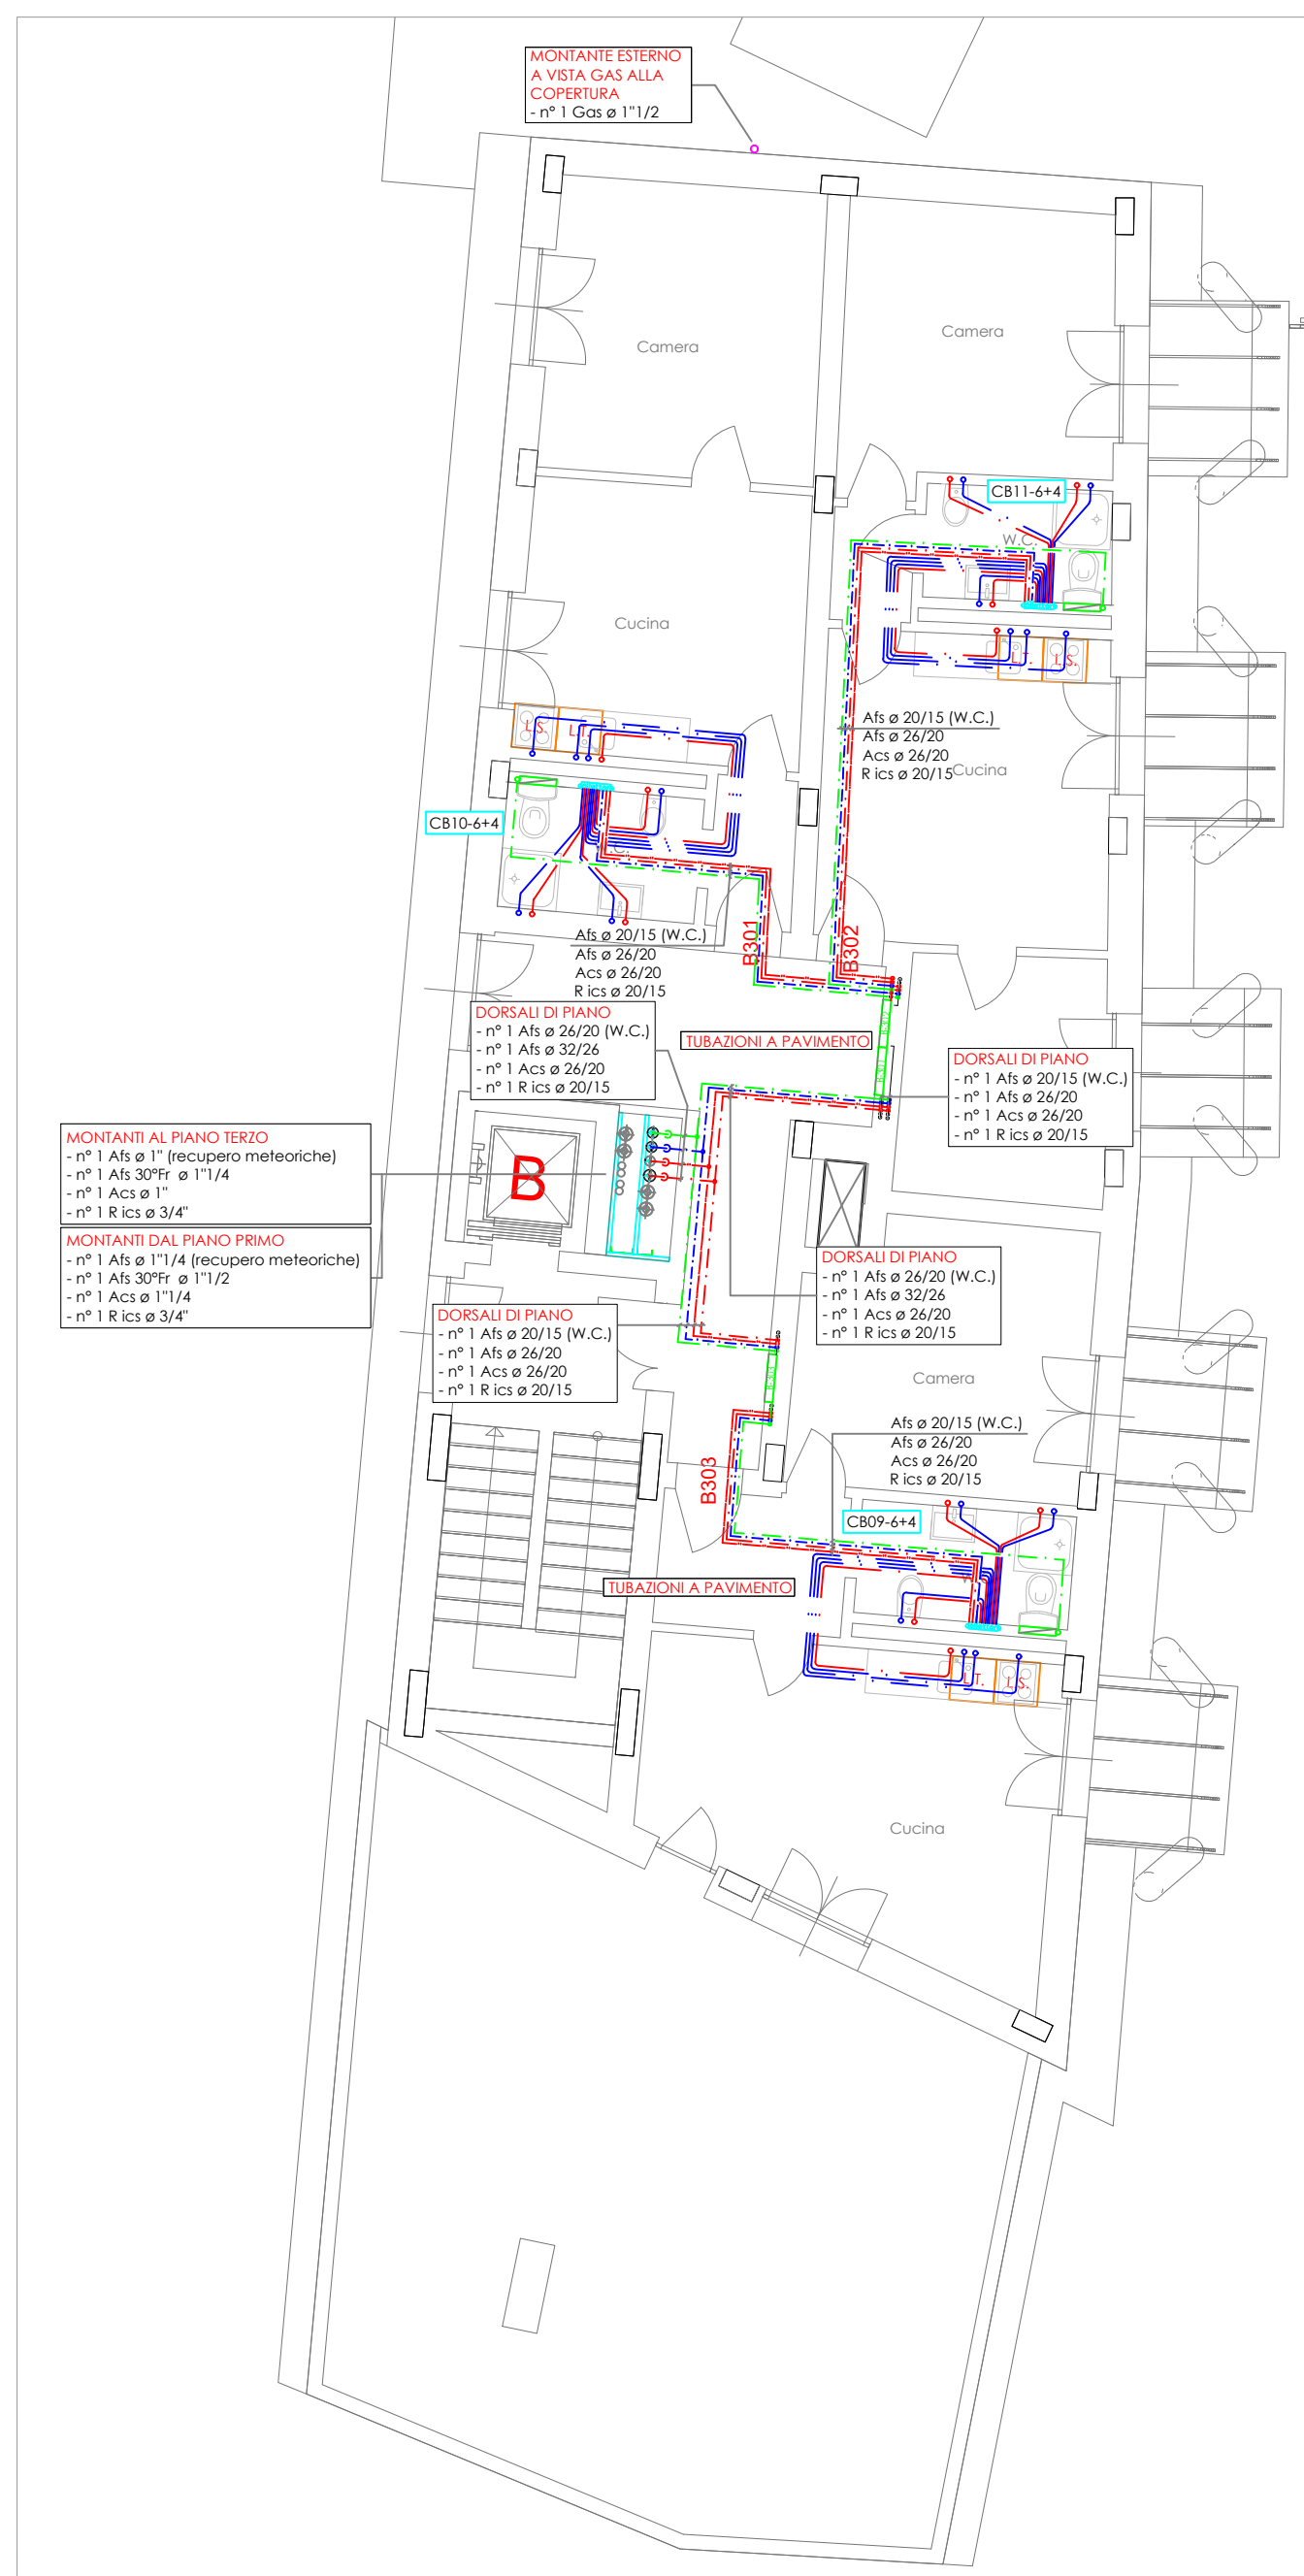 MONTANTE ESTERNO
A VISTA GAS ALLA
COPERTURA
- n° 1 Gas ø 1"1/2
Camera
Camera
CB11-6+4
W.C.
Cucina
L.T.
L.S.
L.S.
L.T.
Afs ø 20/15 (W.C.)
Afs ø 26/20
Acs ø 26/20
R ics ø 20/15
Cucina
CB10-6+4
B301
B302
Afs ø 20/15 (W.C.)
Afs ø 26/20
Acs ø 26/20
R ics ø 20/15
DORSALI DI PIANO
- n° 1 Afs ø 26/20 (W.C.)
- n° 1 Afs ø 32/26
- n° 1 Acs ø 26/20
- n° 1 R ics ø 20/15
TUBAZIONI A PAVIMENTO
DORSALI DI PIANO
- n° 1 Afs ø 20/15 (W.C.)
- n° 1 Afs ø 26/20
- n° 1 Acs ø 26/20
- n° 1 R ics ø 20/15
MONTANTI AL PIANO TERZO
- n° 1 Afs ø 1" (recupero meteoriche)
- n° 1 Afs 30°Fr ø 1"1/4
- n° 1 Acs ø 1"
- n° 1 R ics ø 3/4"
B
MONTANTI DAL PIANO PRIMO
- n° 1 Afs ø 1"1/4 (recupero meteoriche)
- n° 1 Afs 30°Fr ø 1"1/2
- n° 1 Acs ø 1"1/4
- n° 1 R ics ø 3/4"
DORSALI DI PIANO
- n° 1 Afs ø 26/20 (W.C.)
- n° 1 Afs ø 32/26
- n° 1 Acs ø 26/20
- n° 1 R ics ø 20/15
DORSALI DI PIANO
- n° 1 Afs ø 20/15 (W.C.)
- n° 1 Afs ø 26/20
- n° 1 Acs ø 26/20
- n° 1 R ics ø 20/15
Camera
Afs ø 20/15 (W.C.)
Afs ø 26/20
Acs ø 26/20
R ics ø 20/15
B303
CB09-6+4
TUBAZIONI A PAVIMENTO
L.T.
L.S.
Cucina